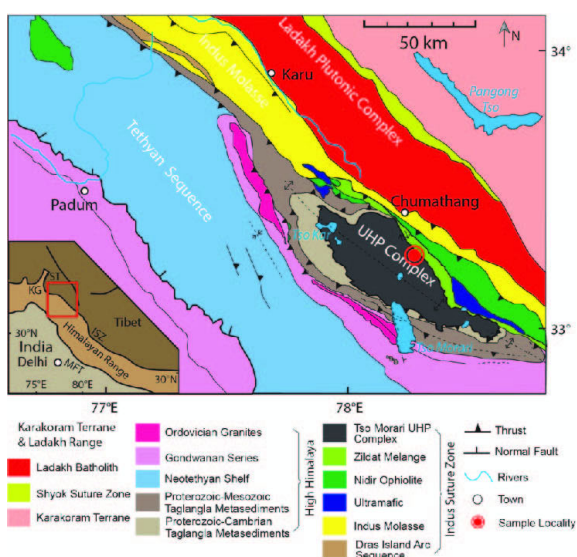 50 km
N
34°
Indus Molasse
Karu
Ladakh Plutonic Complex
Pangong
Tso
Tethyan Sequence
Padum
Chumathang
UHP Complex
Tso Kar
Tso Morari
33°
ST
KG
ISZ
Tibet
30°N
India
Delhi
MFT
Himalayan Range
75°E
80°E
30°N
77°E
78°E
Karakoram Terrane
& Ladakh Range
Ladakh Batholith
Shyok Suture Zone
Karakoram Terrane
Ordovician Granites
Gondwanan Series
Neotethyan Shelf
Proterozoic-Mesozoic
Taglangla Metasediments
Proterozoic-Cambrian
Taglangla Metasediments
High Himalaya
Tso Morari UHP
Complex
Zildat Melange
Nidir Ophiolite
Ultramafic
Indus Molasse
Dras Island Arc
Sequence
Indus Suture Zone
Thrust
Normal Fault
Rivers
Town
Sample Locality